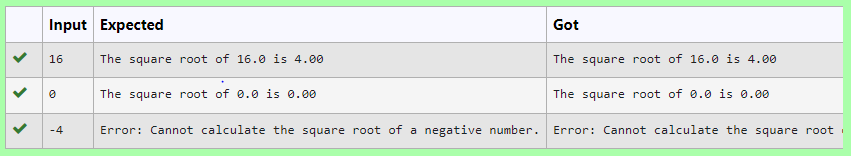 Input Expected Got
16 The square root of 16.0 is 4.00 The square root of 16.0 is 4.00
0 The square root of 0.0 is 0.00 The square root of 0.0 is 0.00
-4 Error: Cannot calculate the square root of a negative number. Error: Cannot calculate the square root